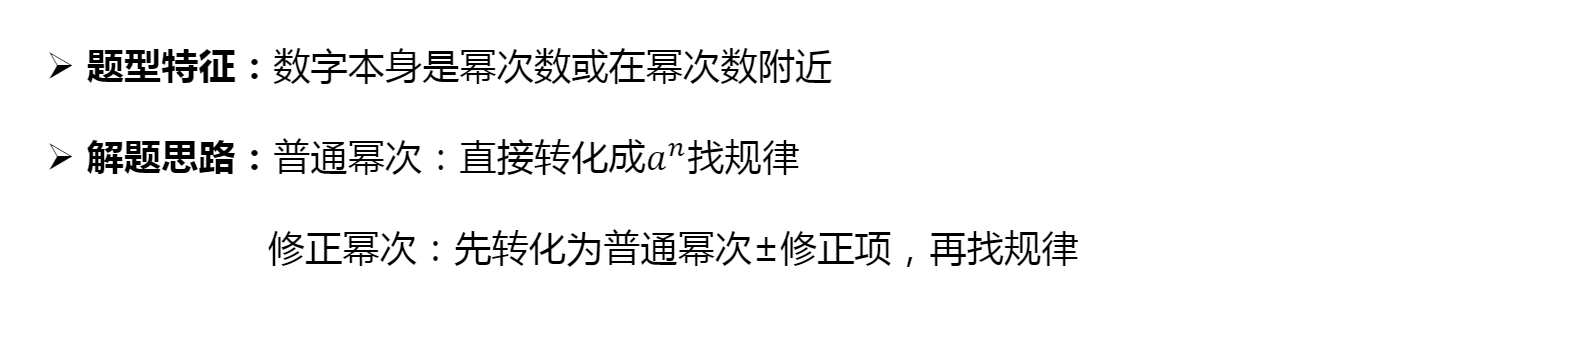 ➢ 题型特征：数字本身是幂次数或在幂次数附近
➢ 解题思路：普通幂次：直接转化成aⁿ找规律
修正幂次：先转化为普通幂次±修正项，再找规律